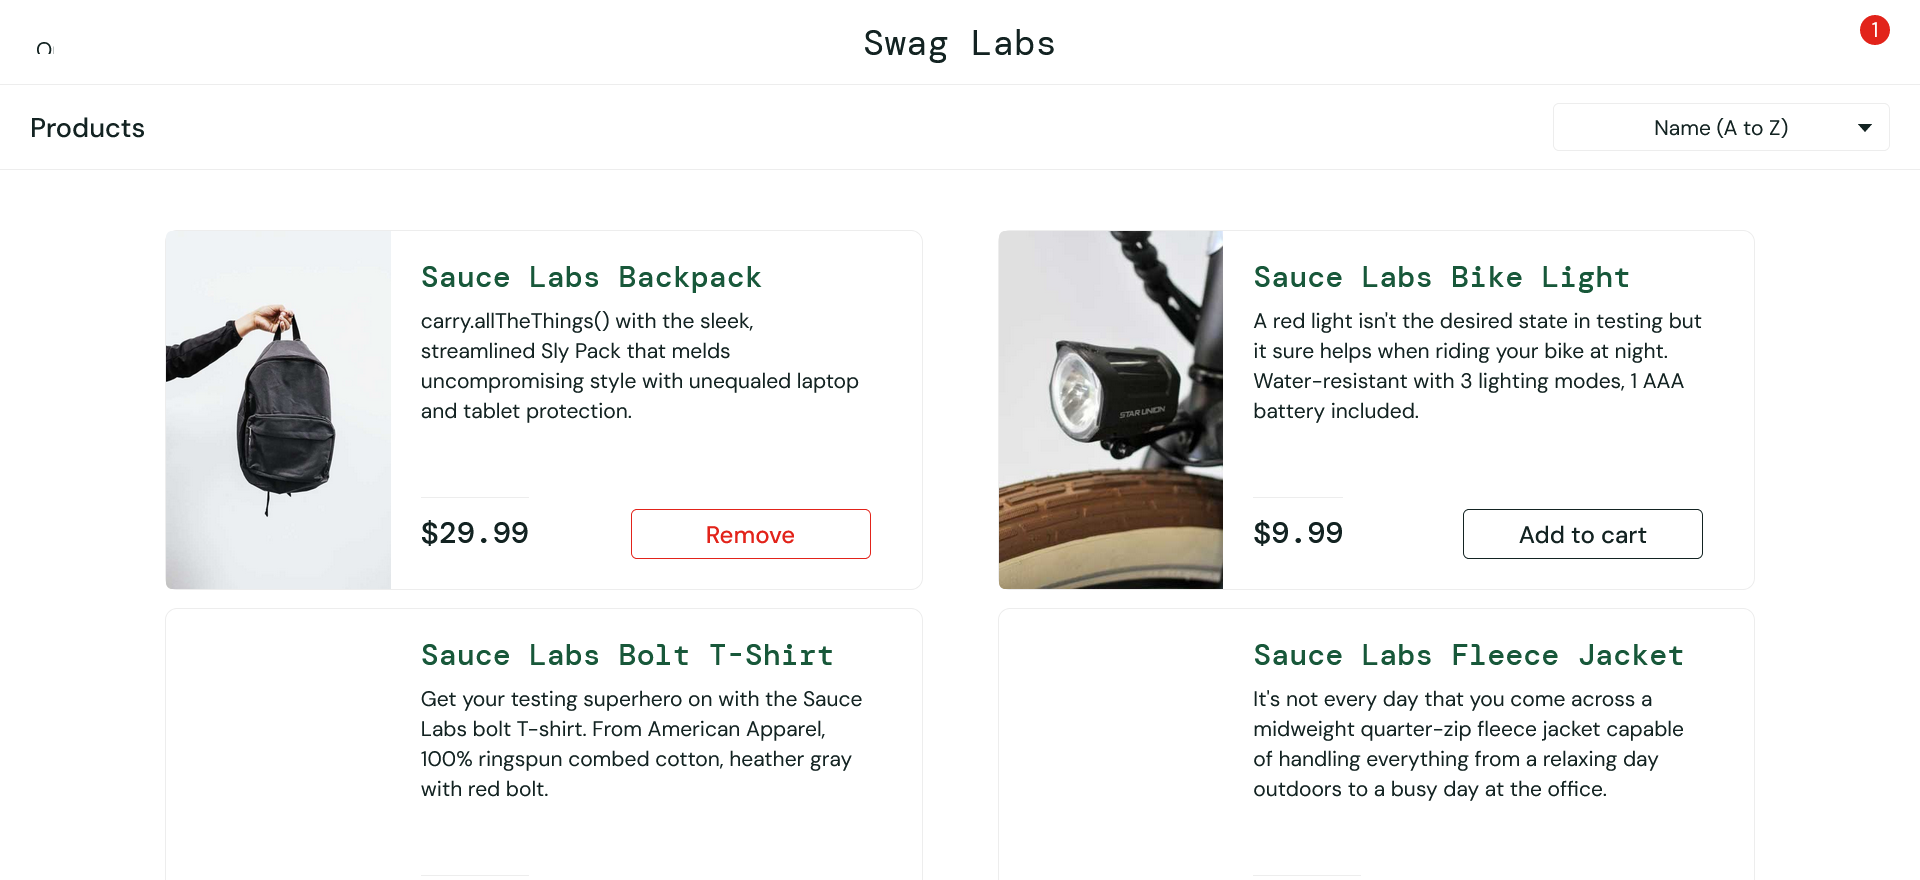 Swag Labs
1
Products
Name (A to Z)
Sauce Labs Backpack
carry.allTheThings() with the sleek,
streamlined Sly Pack that melds
uncompromising style with unequaled laptop
and tablet protection.
$29.99
Remove
Sauce Labs Bike Light
A red light isn't the desired state in testing but
it sure helps when riding your bike at night.
Water-resistant with 3 lighting modes, 1 AAA
battery included.
STAR UNION
$9.99
Add to cart
Sauce Labs Bolt T-Shirt
Get your testing superhero on with the Sauce
Labs bolt T-shirt. From American Apparel,
100% ringspun combed cotton, heather gray
with red bolt.
Sauce Labs Fleece Jacket
It's not every day that you come across a
midweight quarter-zip fleece jacket capable
of handling everything from a relaxing day
outdoors to a busy day at the office.